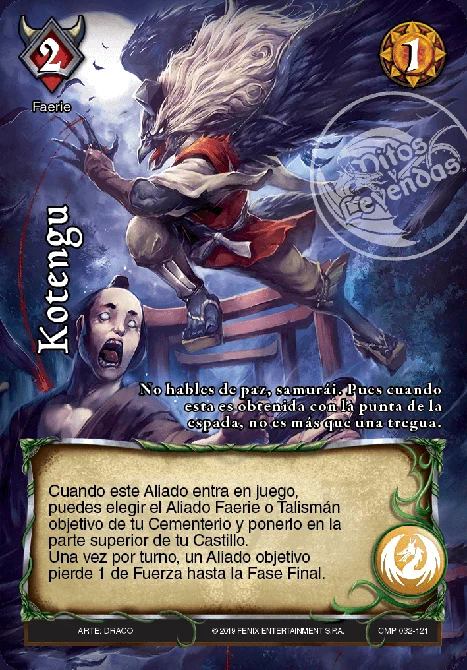 2
1
Faerie
Mitos
y
Leyendas
Kotengu
No hables de paz, samurái. Pues cuando
esta es obtenida con la punta de la
espada, no es más que una tregua.
Cuando este Aliado entra en juego,
puedes elegir el Aliado Faerie o Talismán
objetivo de tu Cementerio y ponerlo en la
parte superior de tu Castillo.
Una vez por turno, un Aliado objetivo
pierde 1 de Fuerza hasta la Fase Final.
ARTE: DRACO
© 2019 FENIX ENTERTAINMENT S.P.A.
CMP 032-121